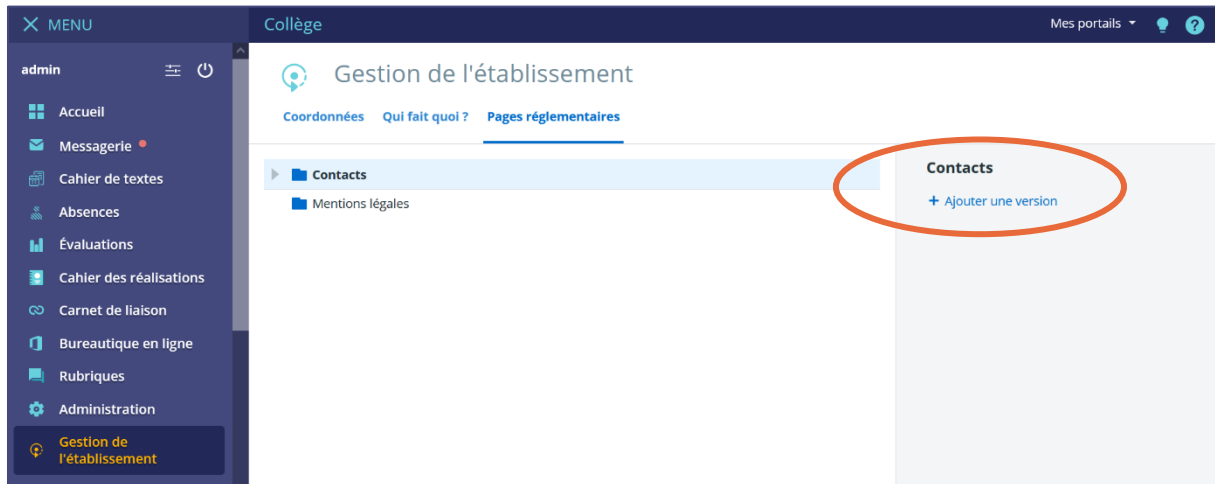 MENU
Collège
Mes portails
?
admin
Accueil
Messagerie
Cahier de textes
Absences
Évaluations
Cahier des réalisations
Carnet de liaison
Bureautique en ligne
Rubriques
Administration
Gestion de
l'établissement
Gestion de l'établissement
Coordonnées Qui fait quoi ? Pages réglementaires
Contacts
Mentions légales
Contacts
+ Ajouter une version